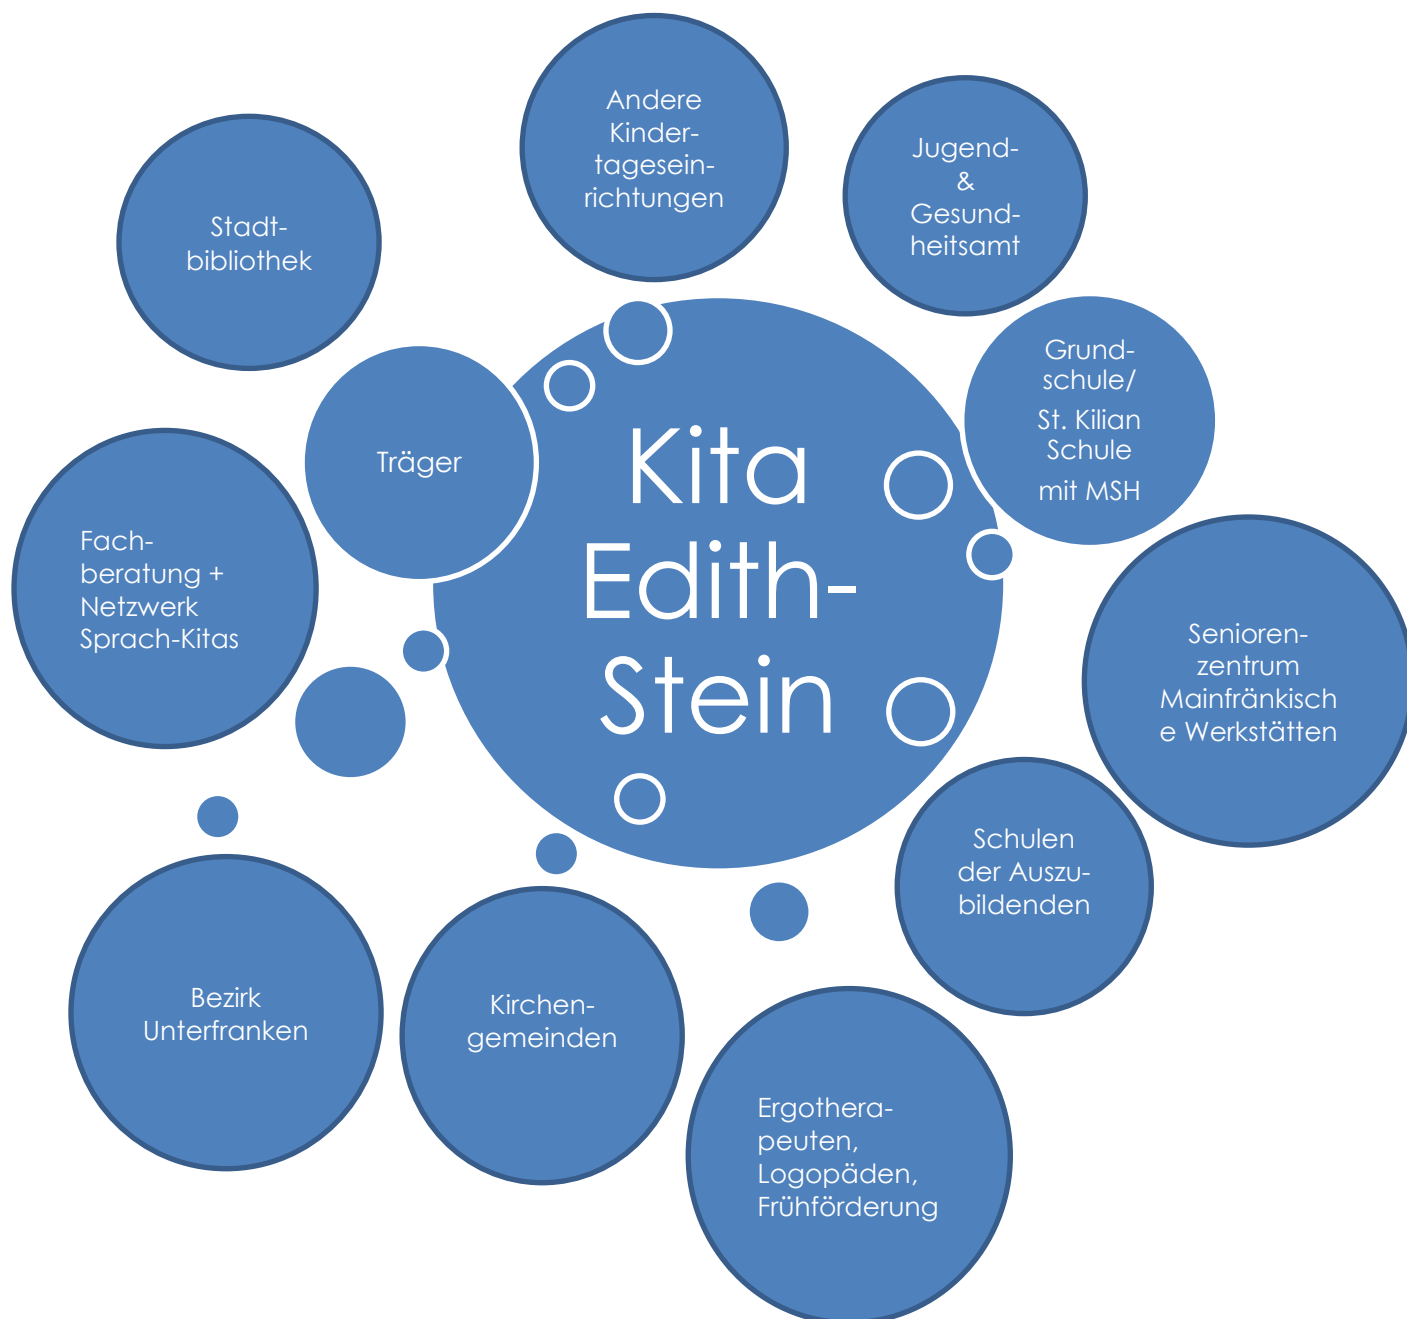 Andere
Kinder-
tagesein-
richtungen
Jugend-
&
Gesund-
heitsamt
Stadt-
bibliothek
Grund-
schule/
St. Kilian
Schule
mit MSH
Träger
Kita
Edith-
Stein
Fach-
beratung +
Netzwerk
Sprach-Kitas
Senioren-
zentrum
Mainfränkisch
e Werkstätten
Schulen
der Auszu-
bildenden
Bezirk
Unterfranken
Kirchen-
gemeinden
Ergothera-
peuten,
Logopäden,
Frühförderung